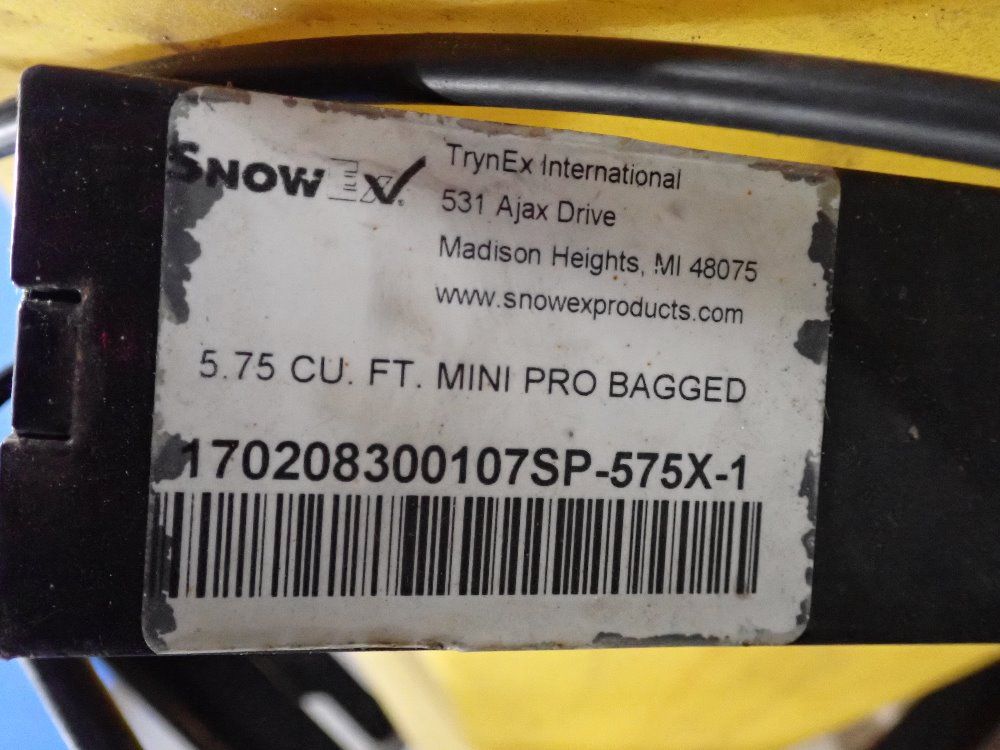 SNOWEx
TrynEx International
531 Ajax Drive
Madison Heights, MI 48075
www.snowexproducts.com
5.75 CU. FT. MINI PRO BAGGED
170208300107SP-575X-1